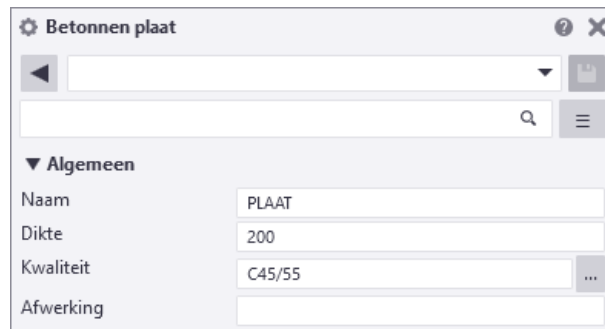 Betonnen plaat
Algemeen
Naam PLAAT
Dikte 200
Kwaliteit C45/55 ...
Afwerking